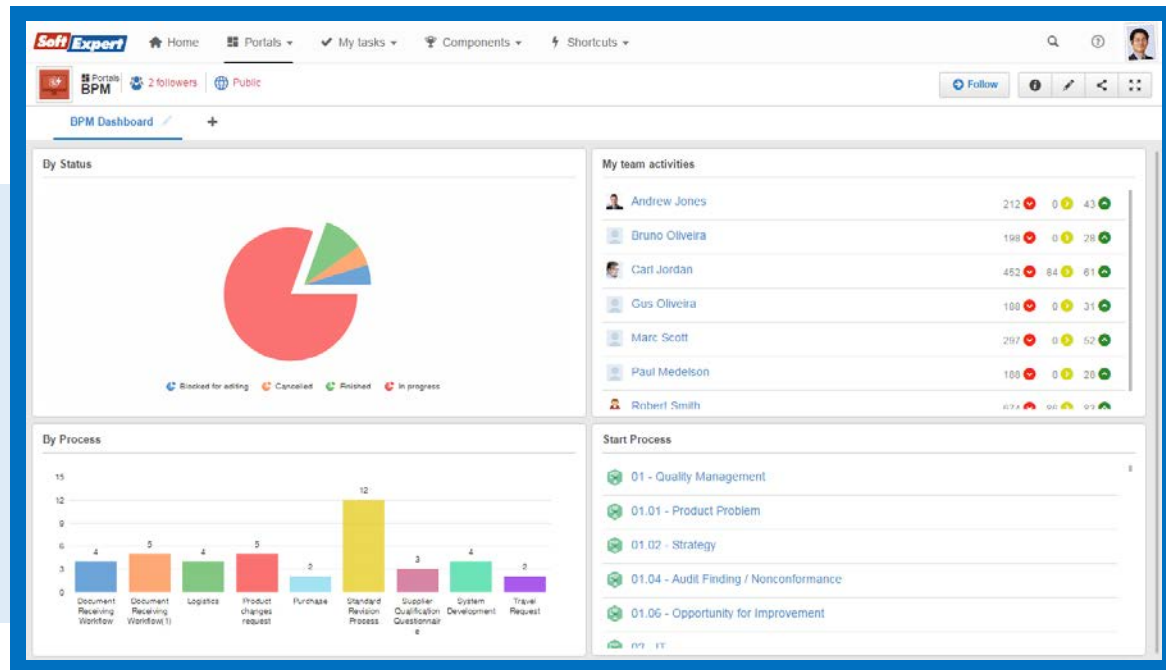 Soft Expert Home Portals My tasks Components Shortcuts
Portals
BPM 2 followers Public Follow
BPM Dashboard +
By Status
Blocked for editing Cancelled Finished In progress
My team activities
Andrew Jones 212 0 43
Bruno Oliveira 198 0 28
Carl Jordan 452 84 61
Gus Oliveira 188 0 31
Marc Scott 297 0 52
Paul Medelson 188 0 28
Robert Smith
By Process
15
12
9
6
3
0
4 5 4 5 2 12 3 4 2
Document Receiving Workflow
Document Receiving Workflow(1)
Logistics
Product changes request
Purchase
Standard Revision Process
Supplier Qualification Questionnaire
System Development
Travel Request
Start Process
01 - Quality Management
01.01 - Product Problem
01.02 - Strategy
01.04 - Audit Finding / Nonconformance
01.06 - Opportunity for Improvement